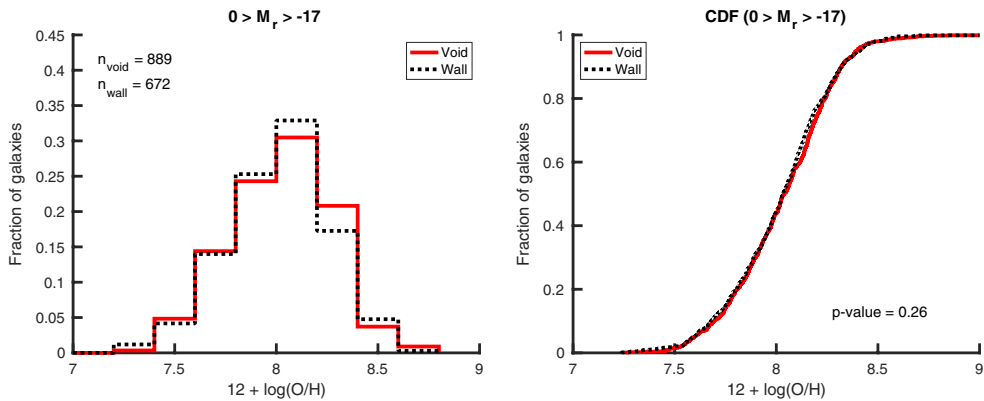 0 > M_r > -17
n_void = 889
n_wall = 672
Void
Wall
0.45
0.4
0.35
0.3
0.25
0.2
0.15
0.1
0.05
0
Fraction of galaxies
7
7.5
8
8.5
9
12 + log(O/H)
CDF (0 > M_r > -17)
Void
Wall
1
0.8
0.6
0.4
0.2
0
Fraction of galaxies
p-value = 0.26
7
7.5
8
8.5
9
12 + log(O/H)